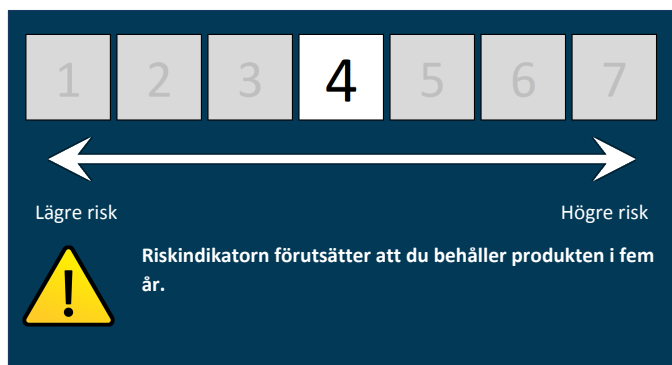 1 2 3 4 5 6 7
Lägre risk Högre risk
Riskindikatorn förutsätter att du behåller produkten i fem
år.